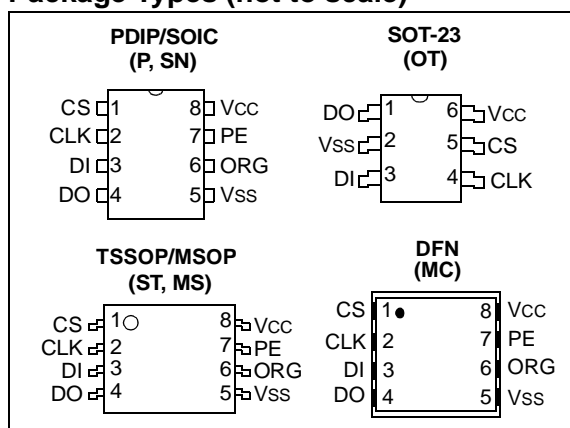 Package Types (not to scale)
PDIP/SOIC
(P, SN)
CS 1 8 VCC
CLK 2 7 PE
DI 3 6 ORG
DO 4 5 VSS
SOT-23
(OT)
DO 1 6 VCC
VSS 2 5 CS
DI 3 4 CLK
TSSOP/MSOP
(ST, MS)
CS 1 8 VCC
CLK 2 7 PE
DI 3 6 ORG
DO 4 5 VSS
DFN
(MC)
CS 1 8 VCC
CLK 2 7 PE
DI 3 6 ORG
DO 4 5 VSS